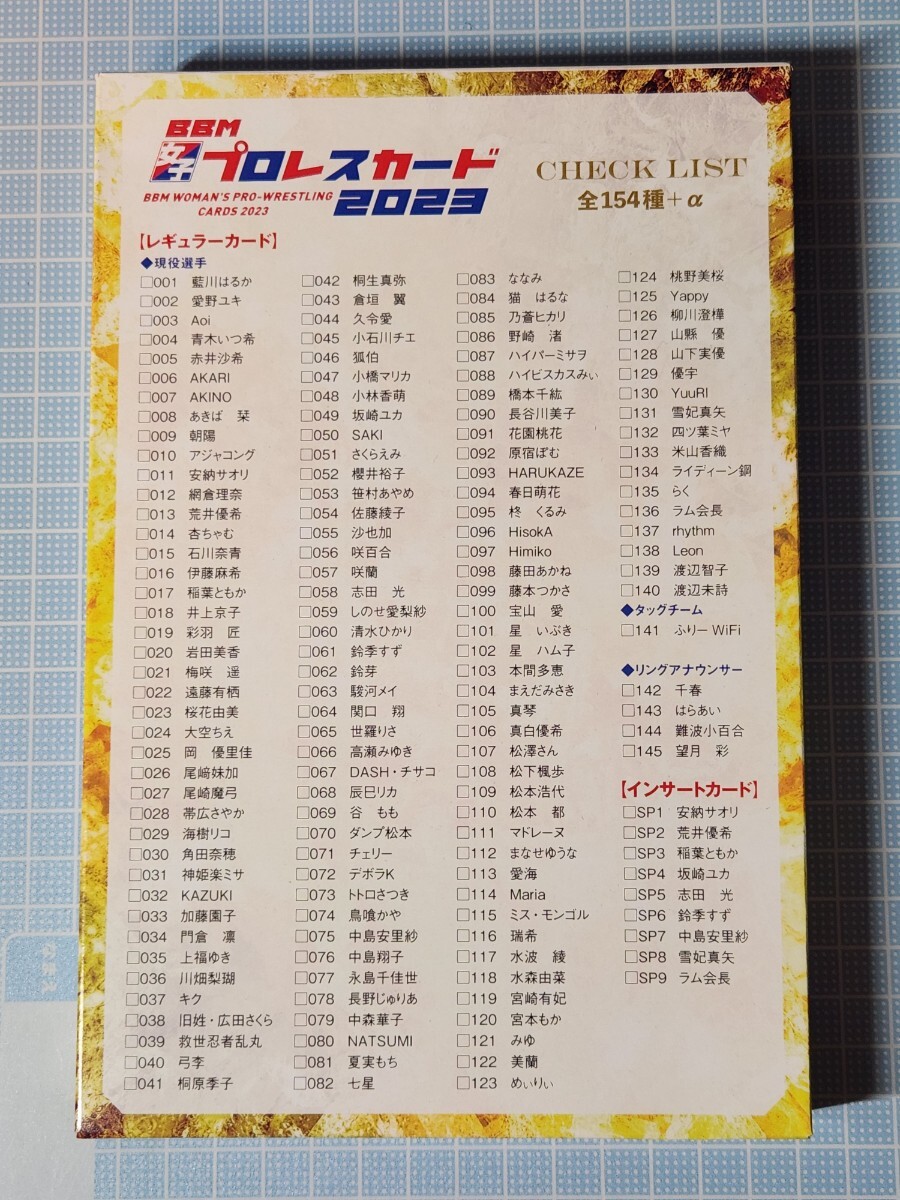 BBM
女子プロレスカード
BBM WOMAN'S PRO-WRESTLING
CARDS 2023
2023
CHECK LIST
全154種+α
【レギュラーカード】
◆現役選手
□001 藍川はるか
□002 愛野ユキ
□003 Aoi
□004 青木いつ希
□005 赤井沙希
□006 AKARI
□007 AKINO
□008 あきば 栞
□009 朝陽
□010 アジャコング
□011 安納サオリ
□012 網倉理奈
□013 荒井優希
□014 杏ちゃむ
□015 石川奈青
□016 伊藤麻希
□017 稲葉ともか
□018 井上京子
□019 彩羽 匠
□020 岩田美香
□021 梅咲 遥
□022 遠藤有栖
□023 桜花由美
□024 大空ちえ
□025 岡 優里佳
□026 尾﨑妹加
□027 尾崎魔弓
□028 帯広さやか
□029 海樹リコ
□030 角田奈穂
□031 神姫楽ミサ
□032 KAZUKI
□033 加藤園子
□034 門倉 凛
□035 上福ゆき
□036 川畑梨瑚
□037 キク
□038 旧姓・広田さくら
□039 救世忍者乱丸
□040 弓李
□041 桐原季子
□042 桐生真弥
□043 倉垣 翼
□044 久令愛
□045 小石川チエ
□046 狐伯
□047 小橋マリカ
□048 小林香萌
□049 坂崎ユカ
□050 SAKI
□051 さくらえみ
□052 櫻井裕子
□053 笹村あやめ
□054 佐藤綾子
□055 沙也加
□056 咲百合
□057 咲蘭
□058 志田 光
□059 しのせ愛梨紗
□060 清水ひかり
□061 鈴季すず
□062 鈴芽
□063 駿河メイ
□064 関口 翔
□065 世羅りさ
□066 高瀬みゆき
□067 DASH・チサコ
□068 辰巳リカ
□069 谷 もも
□070 ダンプ松本
□071 チェリー
□072 デボラK
□073 トトロさつき
□074 鳥喰かや
□075 中島安里紗
□076 中島翔子
□077 永島千佳世
□078 長野じゅりあ
□079 中森華子
□080 NATSUMI
□081 夏実もち
□082 七星
□083 ななみ
□084 猫 はるな
□085 乃蒼ヒカリ
□086 野崎 渚
□087 ハイパーミサヲ
□088 ハイビスカスみぃ
□089 橋本千紘
□090 長谷川美子
□091 花園桃花
□092 原宿ぽむ
□093 HARUKAZE
□094 春日萌花
□095 柊 くるみ
□096 HisokA
□097 Himiko
□098 藤田あかね
□099 藤本つかさ
□100 宝山 愛
□101 星 いぶき
□102 星 ハム子
□103 本間多恵
□104 まえだみさき
□105 真琴
□106 真白優希
□107 松澤さん
□108 松下楓歩
□109 松本浩代
□110 松本 都
□111 マドレーヌ
□112 まなせゆうな
□113 愛海
□114 Maria
□115 ミス・モンゴル
□116 瑞希
□117 水波 綾
□118 水森由菜
□119 宮崎有妃
□120 宮本もか
□121 みゆ
□122 美蘭
□123 めぃりぃ
□124 桃野美桜
□125 Yappy
□126 柳川澄樺
□127 山縣 優
□128 山下実優
□129 優宇
□130 YuuRI
□131 雪妃真矢
□132 四ツ葉ミヤ
□133 米山香織
□134 ライディーン鋼
□135 らく
□136 ラム会長
□137 rhythm
□138 Leon
□139 渡辺智子
□140 渡辺未詩
◆タッグチーム
□141 ふりーWiFi
◆リングアナウンサー
□142 千春
□143 はらあい
□144 難波小百合
□145 望月 彩
【インサートカード】
□SP1 安納サオリ
□SP2 荒井優希
□SP3 稲葉ともか
□SP4 坂崎ユカ
□SP5 志田 光
□SP6 鈴季すず
□SP7 中島安里紗
□SP8 雪妃真矢
□SP9 ラム会長